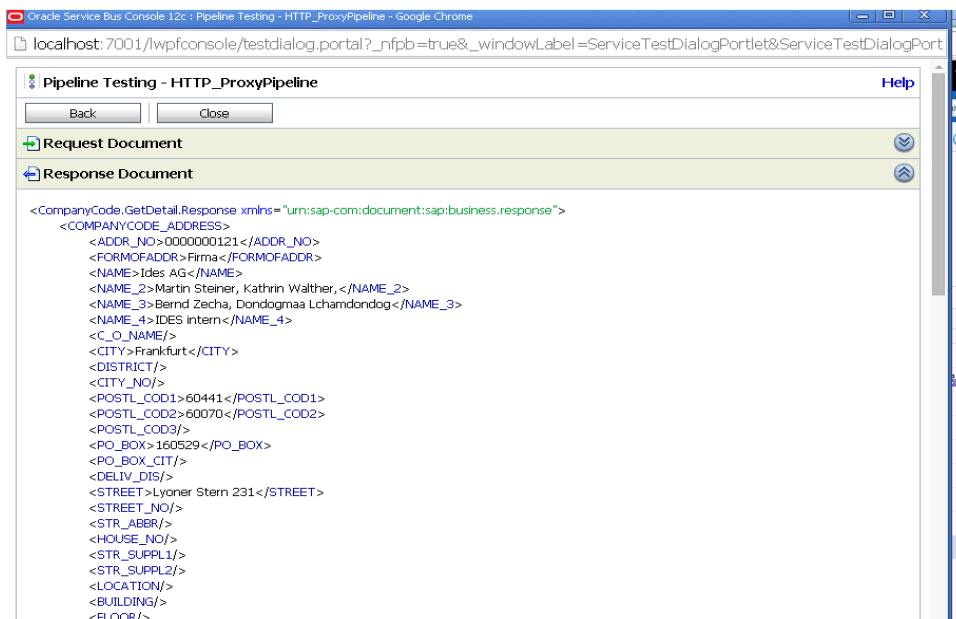 Oracle Service Bus Console 12c : Pipeline Testing - HTTP_ProxyPipeline - Google Chrome
localhost:7001/lwpfconsole/testdialog.portal?_nfpb=true&_windowLabel=ServiceTestDialogPortlet&ServiceTestDialogPort
Pipeline Testing - HTTP_ProxyPipeline Help
Back Close
Request Document
Response Document
<CompanyCode.GetDetail.Response xmlns="urn:sap-com:document:sap:business.response">
<COMPANYCODE_ADDRESS>
<ADDR_NO>0000000121</ADDR_NO>
<FORMOFADDR>Firma</FORMOFADDR>
<NAME>Ides AG</NAME>
<NAME_2>Martin Steiner, Kathrin Walther,</NAME_2>
<NAME_3>Bernd Zecha, Dondogmaa Lchamdondog</NAME_3>
<NAME_4>IDES intern</NAME_4>
<C_O_NAME/>
<CITY>Frankfurt</CITY>
<DISTRICT/>
<CITY_NO/>
<POSTL_COD1>60441</POSTL_COD1>
<POSTL_COD2>60070</POSTL_COD2>
<POSTL_COD3/>
<PO_BOX>160529</PO_BOX>
<PO_BOX_CIT/>
<DELIV_DIS/>
<STREET>Lyoner Stern 231</STREET>
<STREET_NO/>
<STR_ABBR/>
<HOUSE_NO/>
<STR_SUPPL1/>
<STR_SUPPL2/>
<LOCATION/>
<BUILDING/>
<FLOOR/>